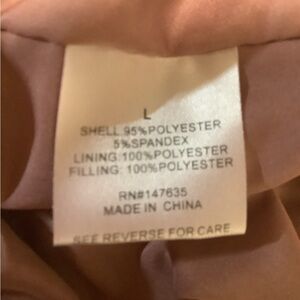 L
SHELL:95%POLYESTER
5%SPANDEX
LINING:100%POLYESTER
FILLING: 100%POLYESTER
RN#147635
MADE IN CHINA
SEE REVERSE FOR CARE